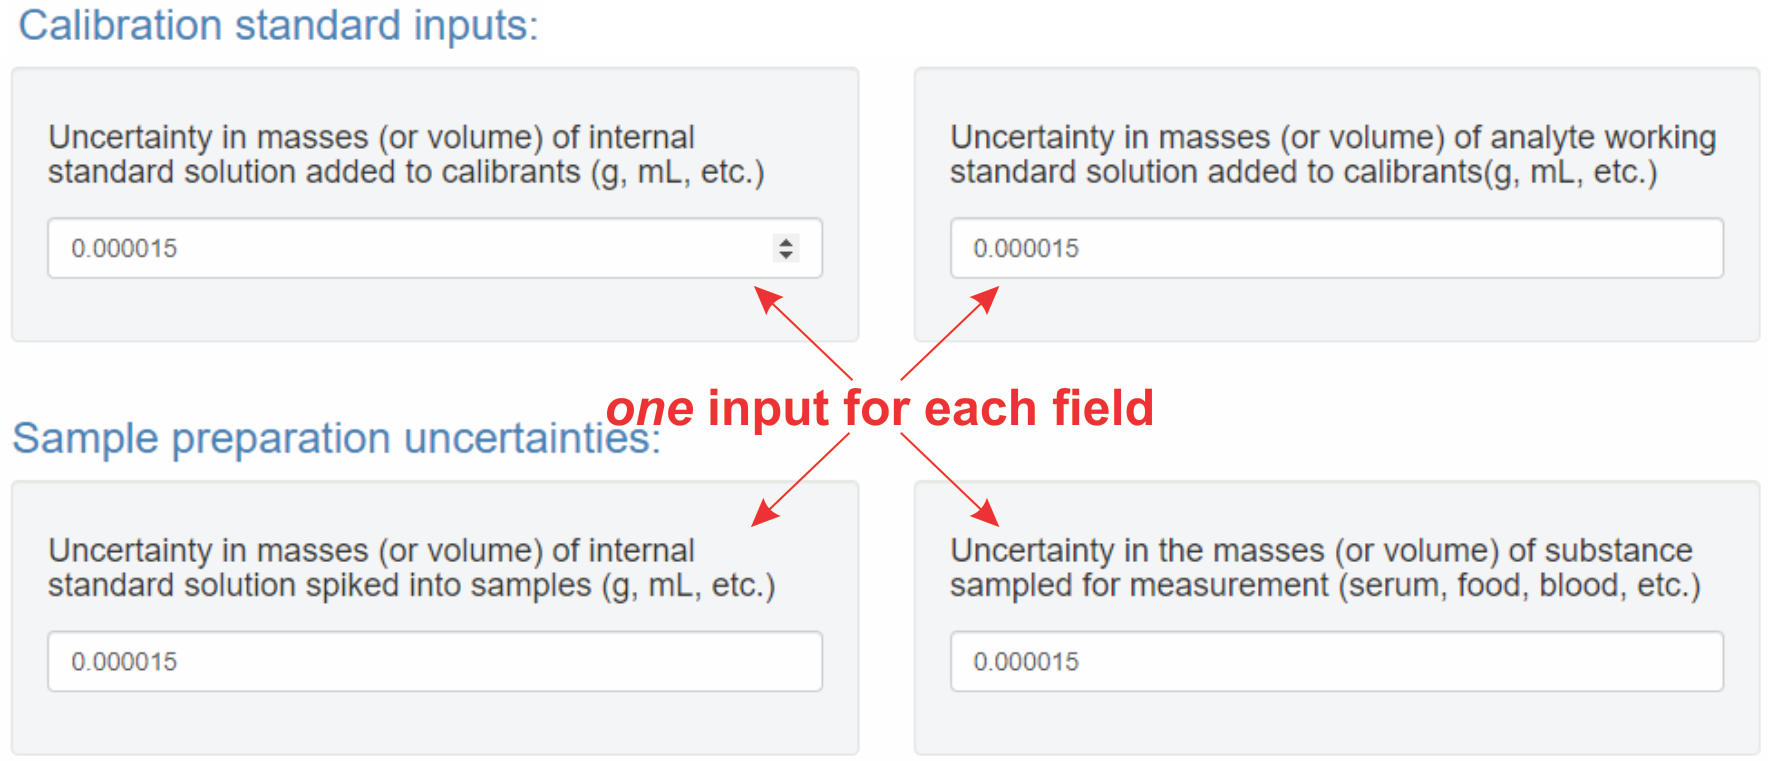 Calibration standard inputs:
Uncertainty in masses (or volume) of internal
standard solution added to calibrants (g, mL, etc.)
0.000015
Uncertainty in masses (or volume) of analyte working
standard solution added to calibrants(g, mL, etc.)
0.000015
one input for each field
Sample preparation uncertainties:
Uncertainty in masses (or volume) of internal
standard solution spiked into samples (g, mL, etc.)
0.000015
Uncertainty in the masses (or volume) of substance
sampled for measurement (serum, food, blood, etc.)
0.000015